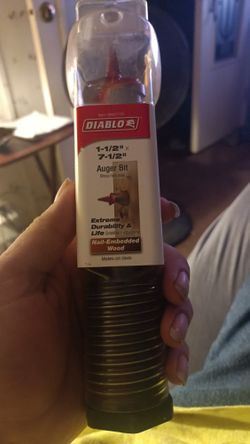 DIABLO
1-1/2" x
7-1/2"
Auger Bit
Extreme
Durability &
Life
Nail-Embedded
Wood